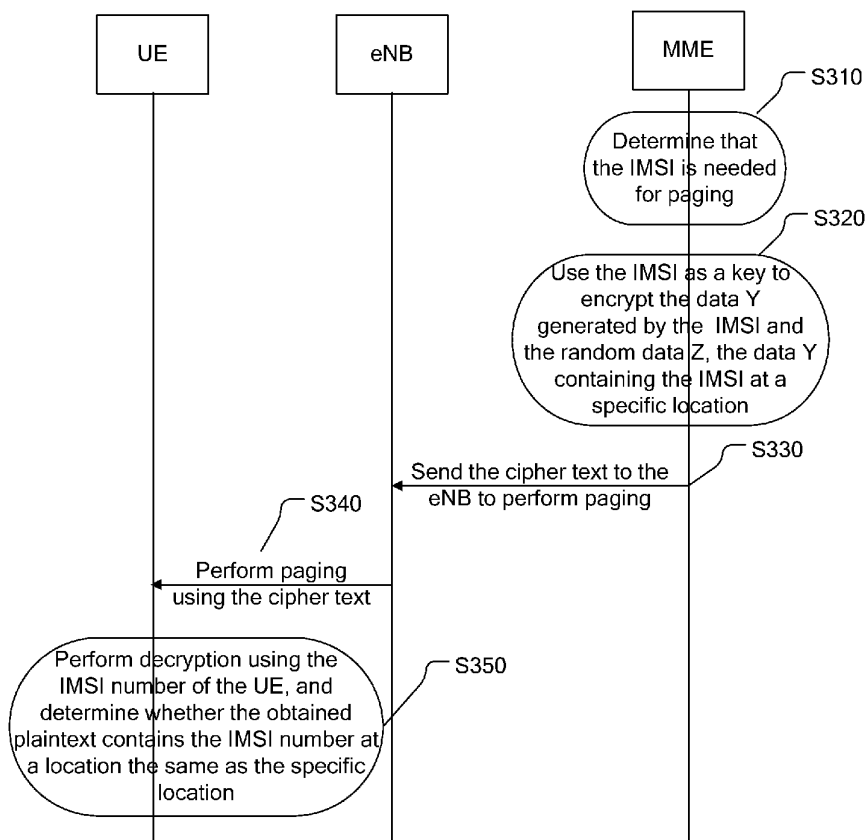 UE
eNB
MME
S310
Determine that
the IMSI is needed
for paging
S320
Use the IMSI as a key to
encrypt the data Y
generated by the IMSI and
the random data Z, the data Y
containing the IMSI at a
specific location
S330
Send the cipher text to the
eNB to perform paging
S340
Perform paging
using the cipher text
S350
Perform decryption using the
IMSI number of the UE, and
determine whether the obtained
plaintext contains the IMSI number at
a location the same as the specific
location